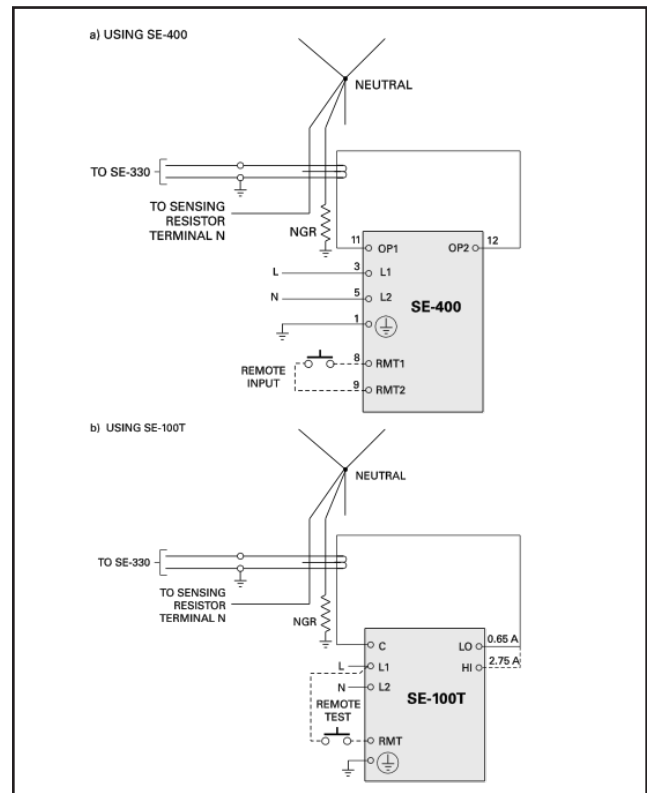 a) USING SE-400
NEUTRAL
TO SE-330
TO SENSING
RESISTOR
TERMINAL N
NGR
11
OP1
OP2
12
L
3
L1
N
5
L2
SE-400
1
REMOTE
INPUT
8
RMT1
9
RMT2
b) USING SE-100T
NEUTRAL
TO SE-330
TO SENSING
RESISTOR
TERMINAL N
NGR
C
LO
0.65 A
L
L1
HI
2.75 A
N
L2
SE-100T
REMOTE
TEST
RMT